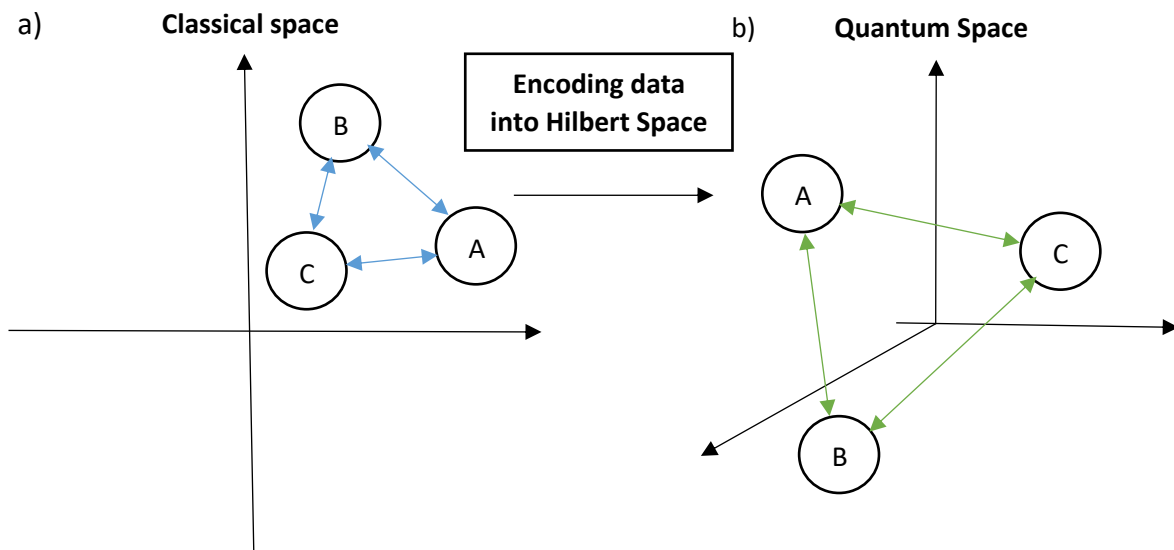 a)
Classical space
B
A
C
Encoding data
into Hilbert Space
b)
Quantum Space
A
C
B